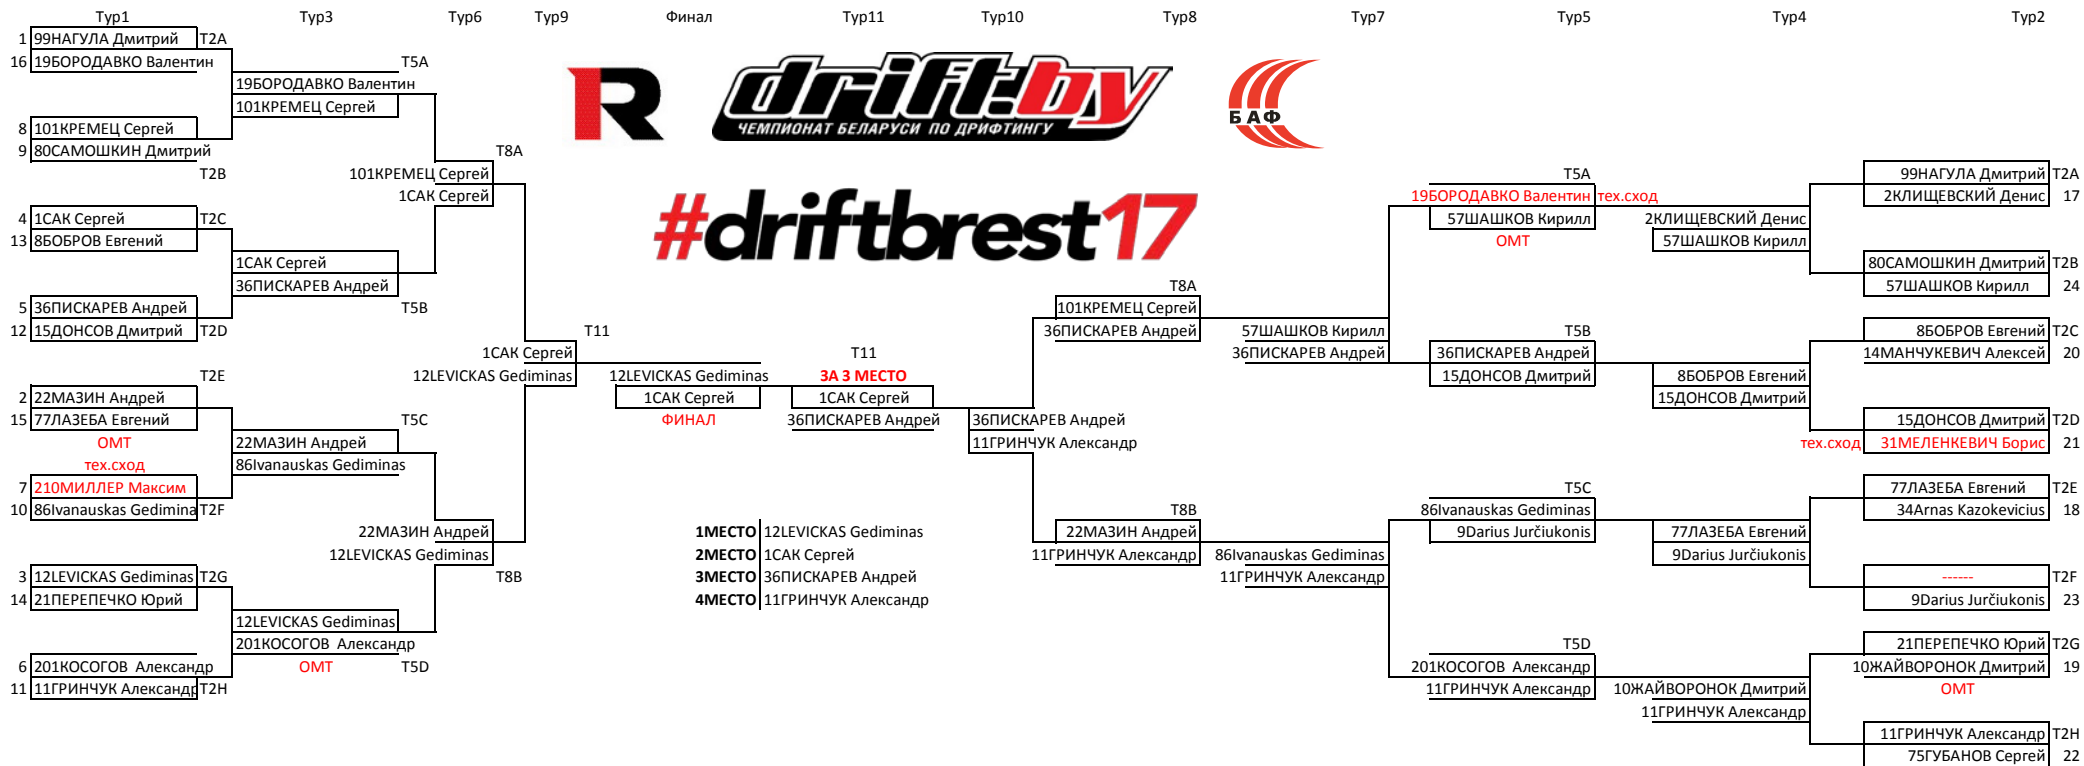 Тур1 Тур3 Тур6 Тур9 Финал Тур11 Тур10 Тур8 Тур7 Тур5 Тур4 Тур2
1 99НАГУЛА Дмитрий T2A
16 19БОРОДАВКО Валентин
T5A
19БОРОДАВКО Валентин
101КРЕМЕЦ Сергей
8 101КРЕМЕЦ Сергей
9 80САМОШКИН Дмитрий
T2B
T8A
101КРЕМЕЦ Сергей
1САК Сергей
4 1САК Сергей T2C
13 8БОБРОВ Евгений
1САК Сергей
36ПИСКАРЕВ Андрей
T5B
5 36ПИСКАРЕВ Андрей
12 15ДОНСОВ Дмитрий T2D
T11
1САК Сергей
12LEVICKAS Gediminas
T2E
2 22МАЗИН Андрей
15 77ЛАЗЕБА Евгений
ОМТ
тех.сход
T5C
22МАЗИН Андрей
86Ivanauskas Gediminas
7 210МИЛЛЕР Максим
10 86Ivanauskas Gedimina T2F
22МАЗИН Андрей
12LEVICKAS Gediminas
T8B
3 12LEVICKAS Gediminas T2G
14 21ПЕРЕПЕЧКО Юрий
12LEVICKAS Gediminas
201КОСОГОВ Александр
ОМТ T5D
6 201КОСОГОВ Александр
11 11ГРИНЧУК Александр T2H
R
drift.by
ЧЕМПИОНАТ БЕЛАРУСИ ПО ДРИФТИНГУ
БАФ
#driftbrest17
12LEVICKAS Gediminas
1САК Сергей
ФИНАЛ
T11
ЗА 3 МЕСТО
1САК Сергей
36ПИСКАРЕВ Андрей
36ПИСКАРЕВ Андрей
11ГРИНЧУК Александр
1МЕСТО 12LEVICKAS Gediminas
2МЕСТО 1САК Сергей
3МЕСТО 36ПИСКАРЕВ Андрей
4МЕСТО 11ГРИНЧУК Александр
T8A
101КРЕМЕЦ Сергей
36ПИСКАРЕВ Андрей
T8B
22МАЗИН Андрей
11ГРИНЧУК Александр
57ШАШКОВ Кирилл
36ПИСКАРЕВ Андрей
86Ivanauskas Gediminas
11ГРИНЧУК Александр
T5A
19БОРОДАВКО Валентин тех.сход
57ШАШКОВ Кирилл
ОМТ
T5B
36ПИСКАРЕВ Андрей
15ДОНСОВ Дмитрий
T5C
86Ivanauskas Gediminas
9Darius Jurčiukonis
T5D
201КОСОГОВ Александр
11ГРИНЧУК Александр
2КЛИЩЕВСКИЙ Денис
57ШАШКОВ Кирилл
8БОБРОВ Евгений
15ДОНСОВ Дмитрий
77ЛАЗЕБА Евгений
9Darius Jurčiukonis
10ЖАЙВОРОНОК Дмитрий
11ГРИНЧУК Александр
99НАГУЛА Дмитрий T2A
2КЛИЩЕВСКИЙ Денис 17
80САМОШКИН Дмитрий T2B
57ШАШКОВ Кирилл 24
8БОБРОВ Евгений T2C
14МАНЧУКЕВИЧ Алексей 20
15ДОНСОВ Дмитрий T2D
тех.сход 31МЕЛЕНКЕВИЧ Борис 21
77ЛАЗЕБА Евгений T2E
34Arnas Kazokevicius 18
------ T2F
9Darius Jurčiukonis 23
21ПЕРЕПЕЧКО Юрий T2G
10ЖАЙВОРОНОК Дмитрий 19
ОМТ
11ГРИНЧУК Александр T2H
75ГУБАНОВ Сергей 22